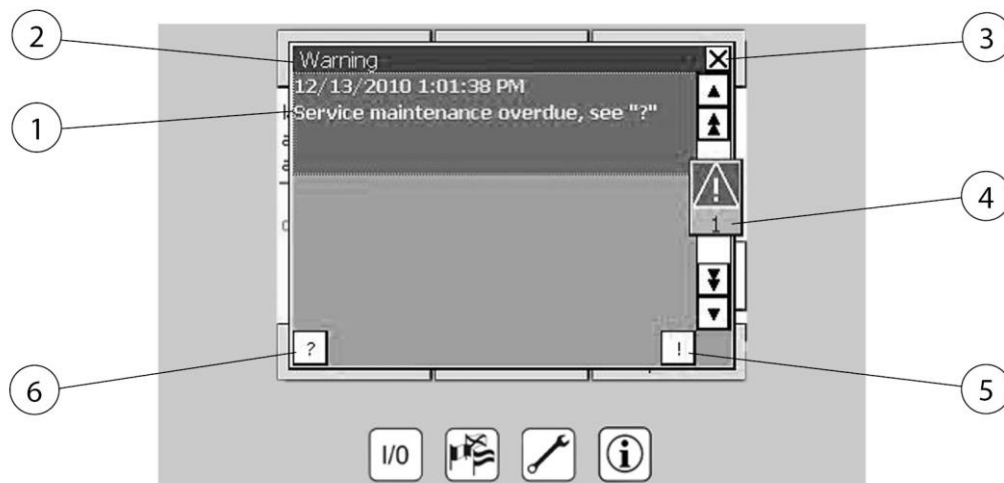 2
3
Warning
12/13/2010 1:01:38 PM
1
Service maintenance overdue, see "?"
4
1
?
!
6
5
I/0